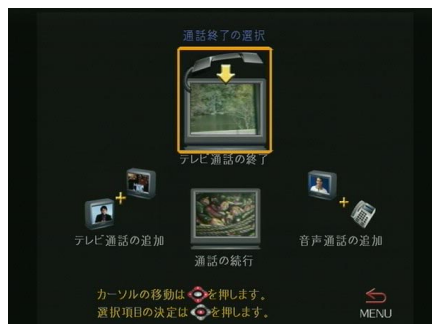 通話終了の選択
テレビ通話の終了
テレビ通話の追加
音声通話の追加
通話の続行
カーソルの移動は を押します。
選択項目の決定は を押します。
MENU